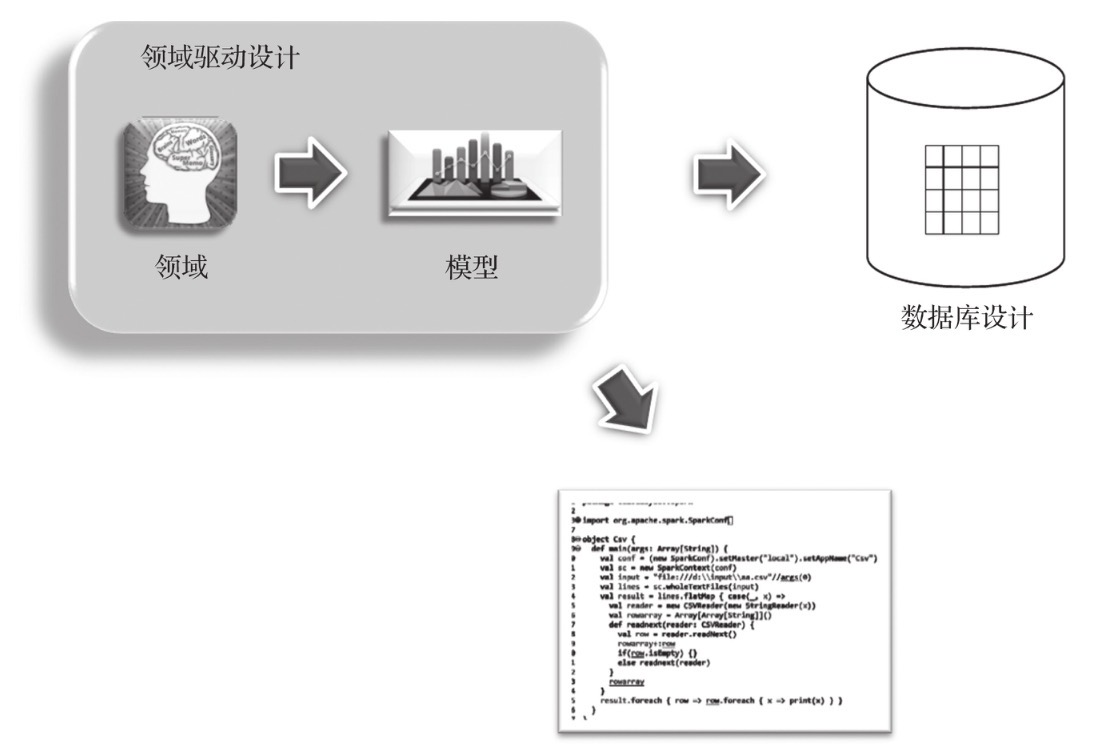 领域驱动设计
Brains
Words
Super
Memo
领域
模型
数据库设计
2
3 import org.apache.spark.SparkConf
7
8 object Csv {
9 def main(args: Array[String]) {
0 val conf = (new SparkConf).setMaster("local").setAppName("Csv")
1 val sc = new SparkContext(conf)
2 val input = "file:///d:\\input\\aa.csv"//args(0)
3 val lines = sc.wholeTextFiles(input)
4 val result = lines.flatMap { case(_, x) =>
5 val reader = new CSVReader(new StringReader(x))
6 val rowarray = Array[Array[String]]()
7 def readnext(reader: CSVReader) {
8 val row = reader.readNext()
9 rowarray+:row
0 if(row.isEmpty) {}
1 else readnext(reader)
2 }
3 rowarray
4 }
5 result.foreach { row => row.foreach { x => print(x) } }
6 }